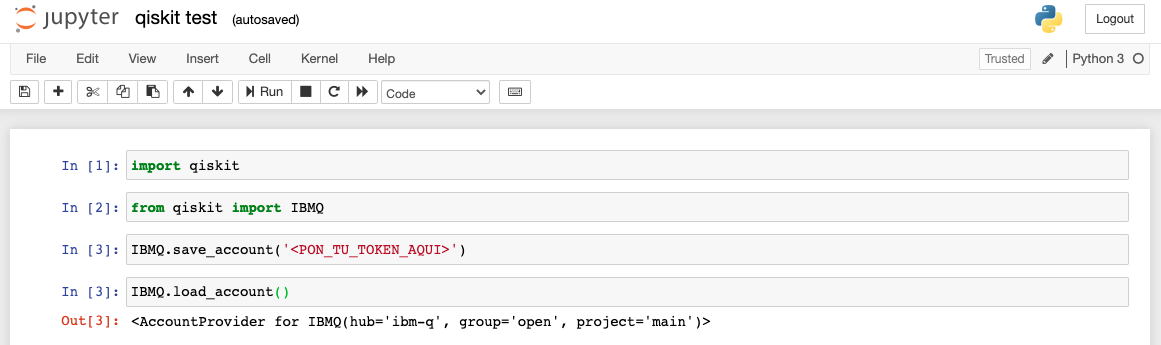 jupyter qiskit test (autosaved) Logout
File Edit View Insert Cell Kernel Help Trusted Python 3
Run Code
In [1]: import qiskit
In [2]: from qiskit import IBMQ
In [3]: IBMQ.save_account('<PON_TU_TOKEN_AQUI>')
In [3]: IBMQ.load_account()
Out[3]: <AccountProvider for IBMQ(hub='ibm-q', group='open', project='main')>